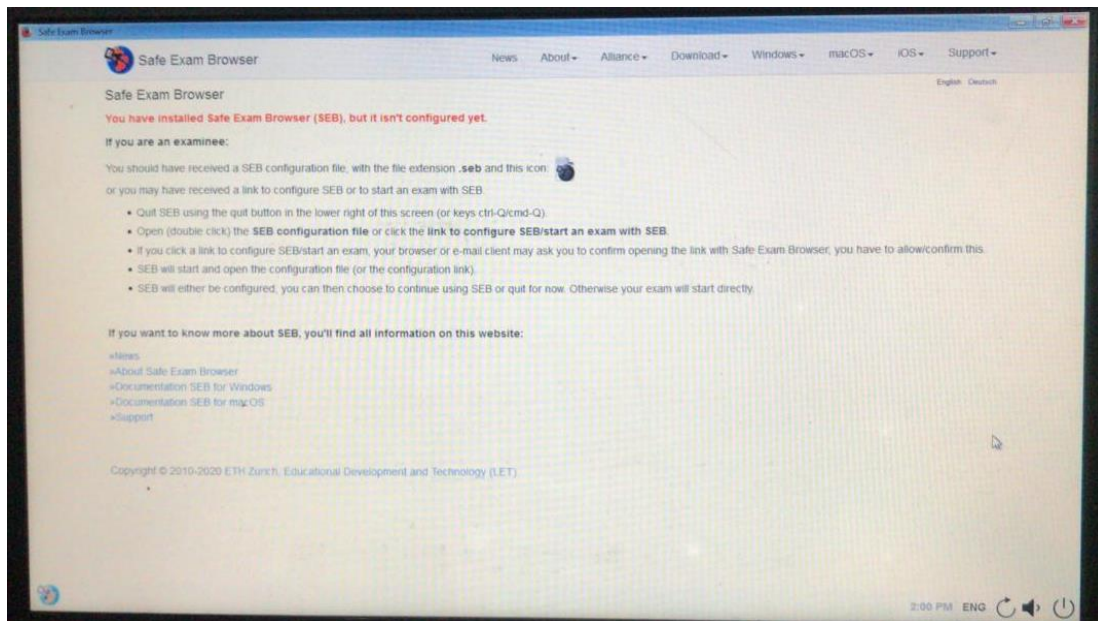 Safe Exam Browser
Safe Exam Browser News About Alliance Download Windows macOS iOS Support
English Deutsch
Safe Exam Browser
You have installed Safe Exam Browser (SEB), but it isn't configured yet.
If you are an examinee:
You should have received a SEB configuration file, with the file extension .seb and this icon:
or you may have received a link to configure SEB or to start an exam with SEB.
• Quit SEB using the quit button in the lower right of this screen (or keys ctrl-Q/cmd-Q).
• Open (double click) the SEB configuration file or click the link to configure SEB/start an exam with SEB.
• If you click a link to configure SEB/start an exam, your browser or e-mail client may ask you to confirm opening the link with Safe Exam Browser, you have to allow/confirm this.
• SEB will start and open the configuration file (or the configuration link).
• SEB will either be configured, you can then choose to continue using SEB or quit for now. Otherwise your exam will start directly.
If you want to know more about SEB, you'll find all information on this website:
»News
»About Safe Exam Browser
»Documentation SEB for Windows
»Documentation SEB for macOS
»Support
Copyright © 2010-2020 ETH Zurich, Educational Development and Technology (LET)
2:00 PM ENG